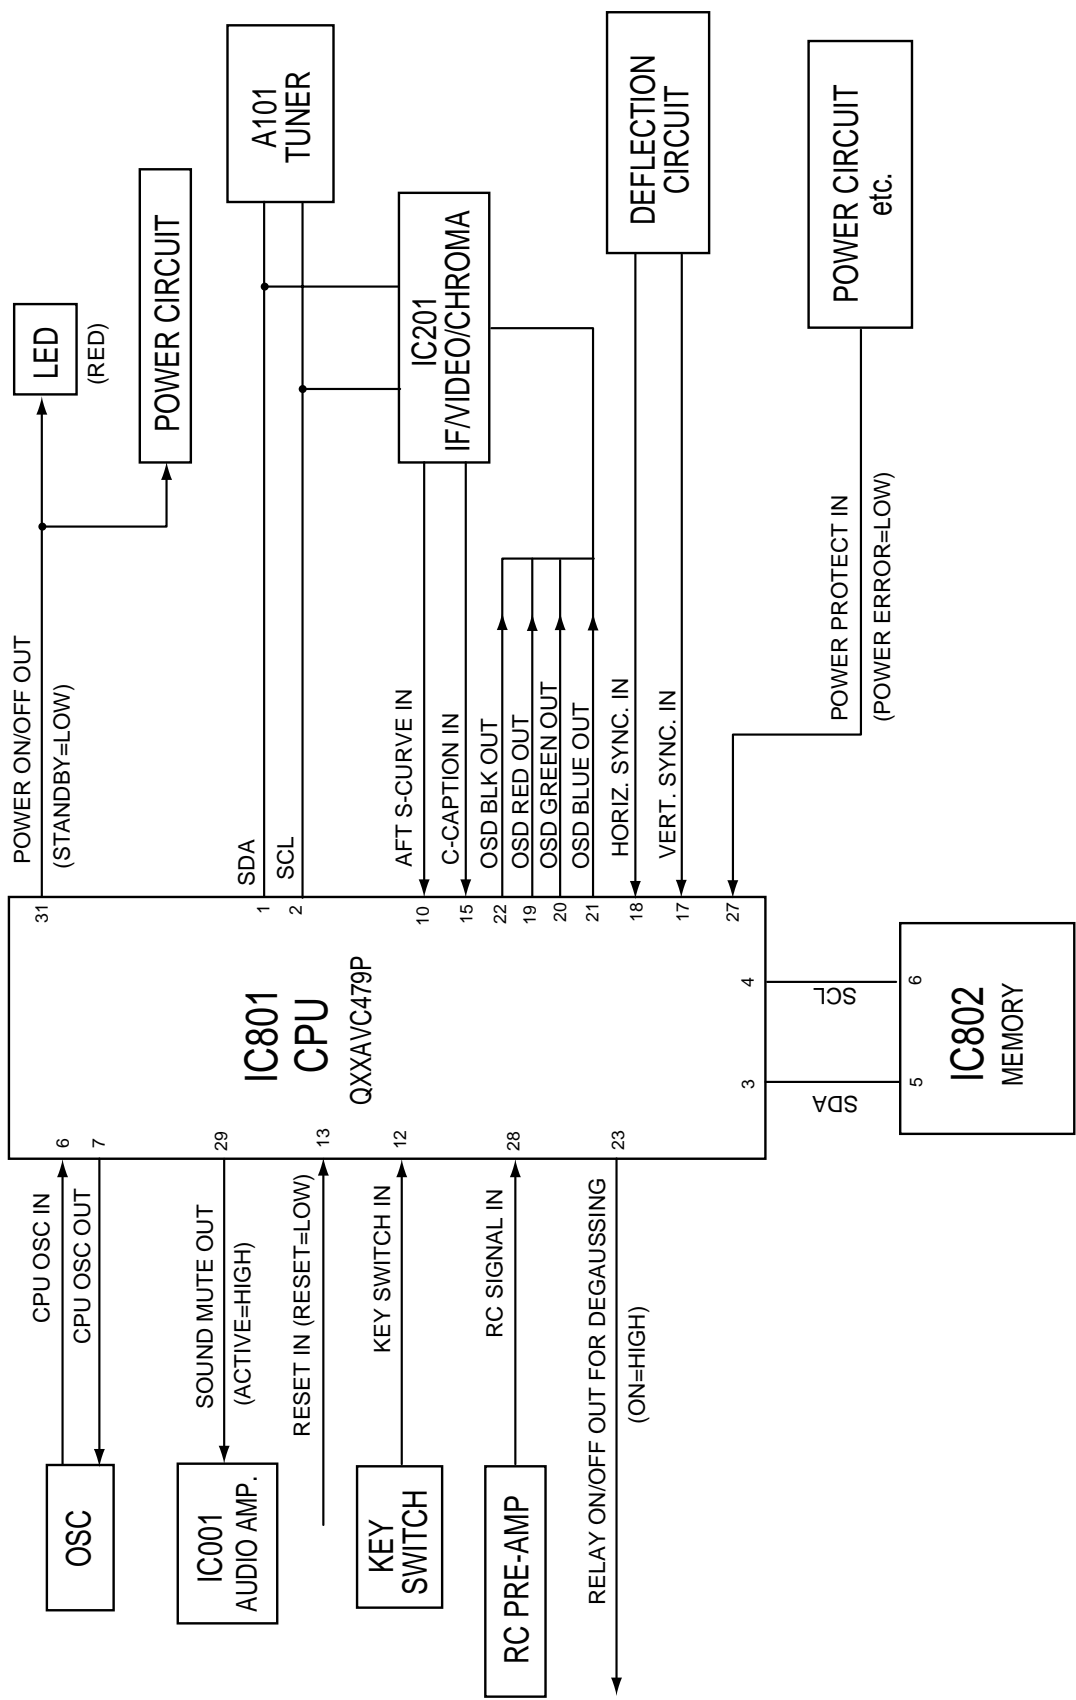 OSC
CPU OSC IN
CPU OSC OUT
6
7
IC001
AUDIO AMP.
SOUND MUTE OUT
(ACTIVE=HIGH)
29
RESET IN (RESET=LOW)
13
KEY
SWITCH
KEY SWITCH IN
12
RC PRE-AMP
RC SIGNAL IN
28
RELAY ON/OFF OUT FOR DEGAUSSING
(ON=HIGH)
23
IC801
CPU
QXXAVC479P
31
POWER ON/OFF OUT
(STANDBY=LOW)
LED
(RED)
POWER CIRCUIT
1
SDA
2
SCL
A101
TUNER
IC201
IF/VIDEO/CHROMA
10
AFT S-CURVE IN
15
C-CAPTION IN
22
OSD BLK OUT
19
OSD RED OUT
20
OSD GREEN OUT
21
OSD BLUE OUT
18
HORIZ. SYNC. IN
17
VERT. SYNC. IN
DEFLECTION
CIRCUIT
27
POWER PROTECT IN
(POWER ERROR=LOW)
POWER CIRCUIT
etc.
3
SDA
5
4
SCL
6
IC802
MEMORY